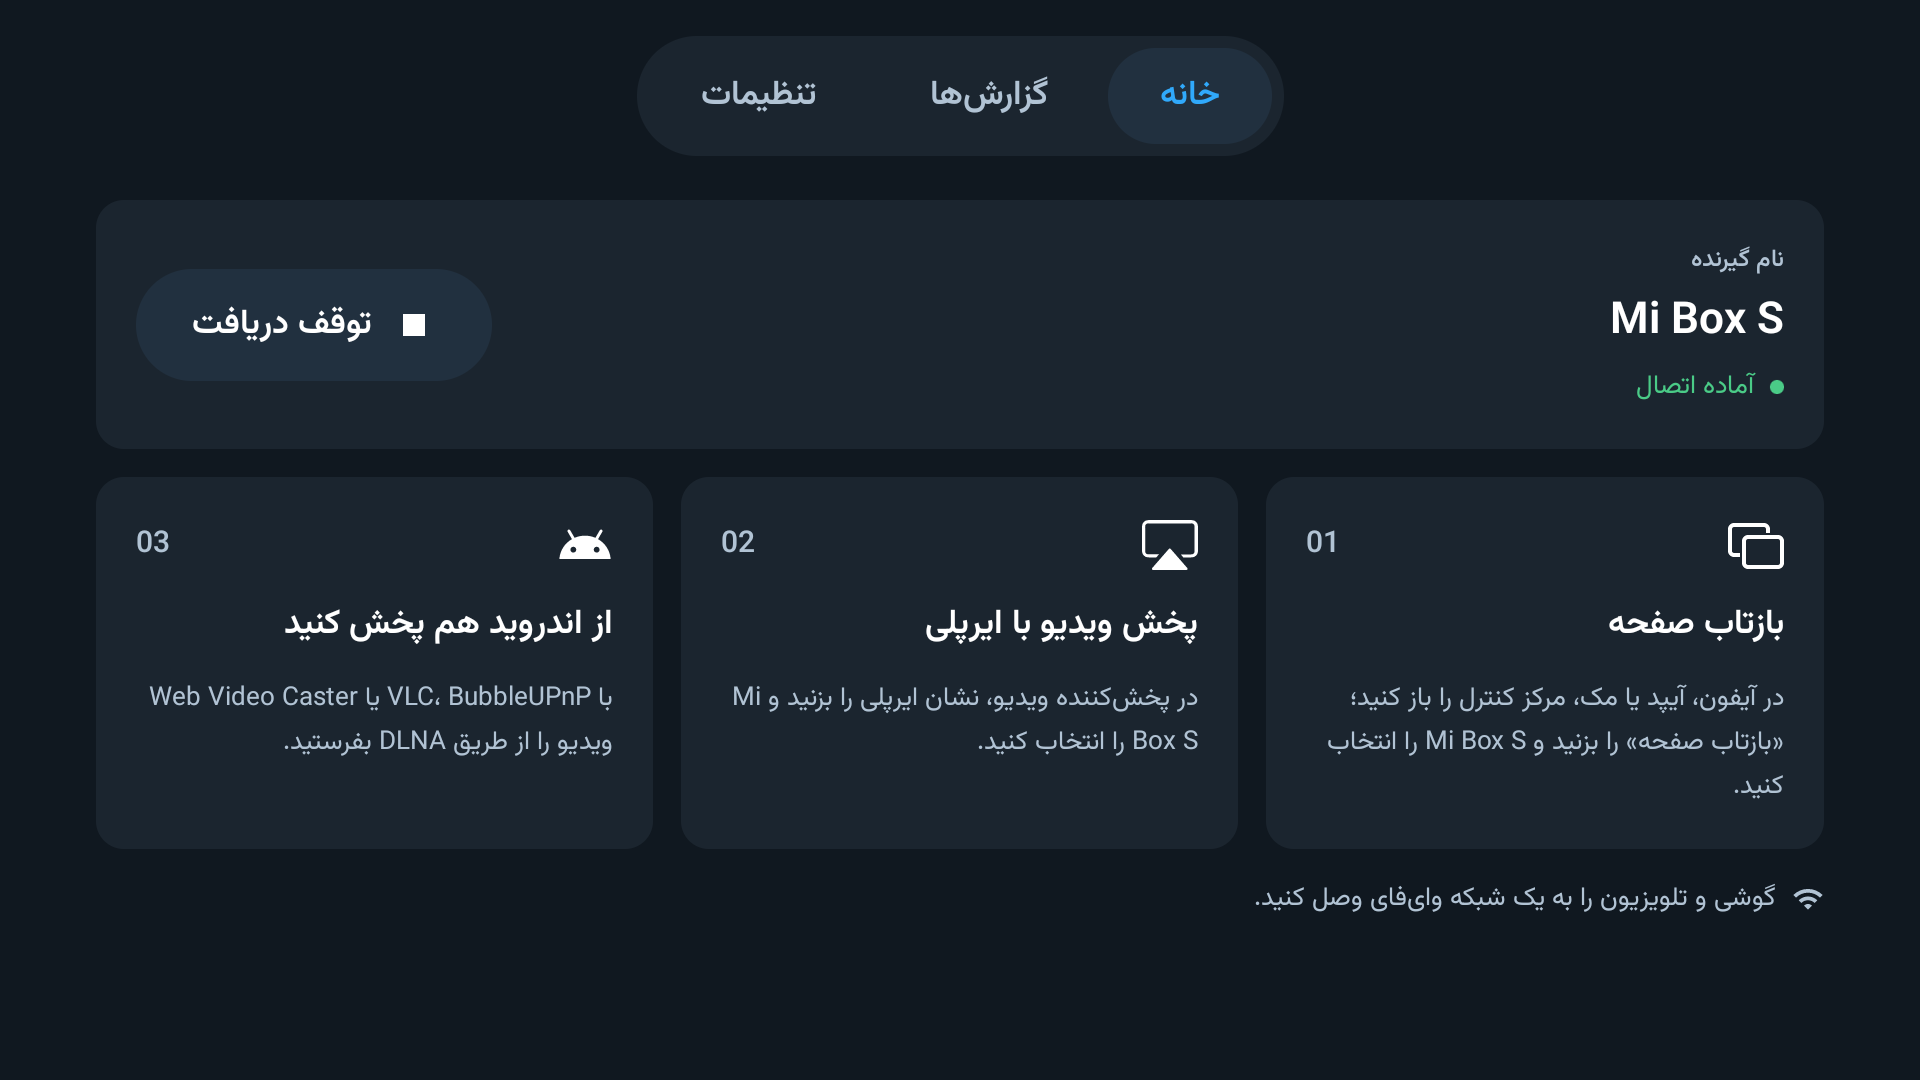 خانه
گزارش‌ها
تنظیمات
نام گیرنده
Mi Box S
آماده اتصال
توقف دریافت
01
بازتاب صفحه
در آیفون، آیپد یا مک، مرکز کنترل را باز کنید؛
«بازتاب صفحه» را بزنید و Mi Box S را انتخاب
کنید.
02
پخش ویدیو با ایرپلی
در پخش‌کننده ویدیو، نشان ایرپلی را بزنید و Mi
Box S را انتخاب کنید.
03
از اندروید هم پخش کنید
با VLC، BubbleUPnP یا Web Video Caster
ویدیو را از طریق DLNA بفرستید.
گوشی و تلویزیون را به یک شبکه وای‌فای وصل کنید.